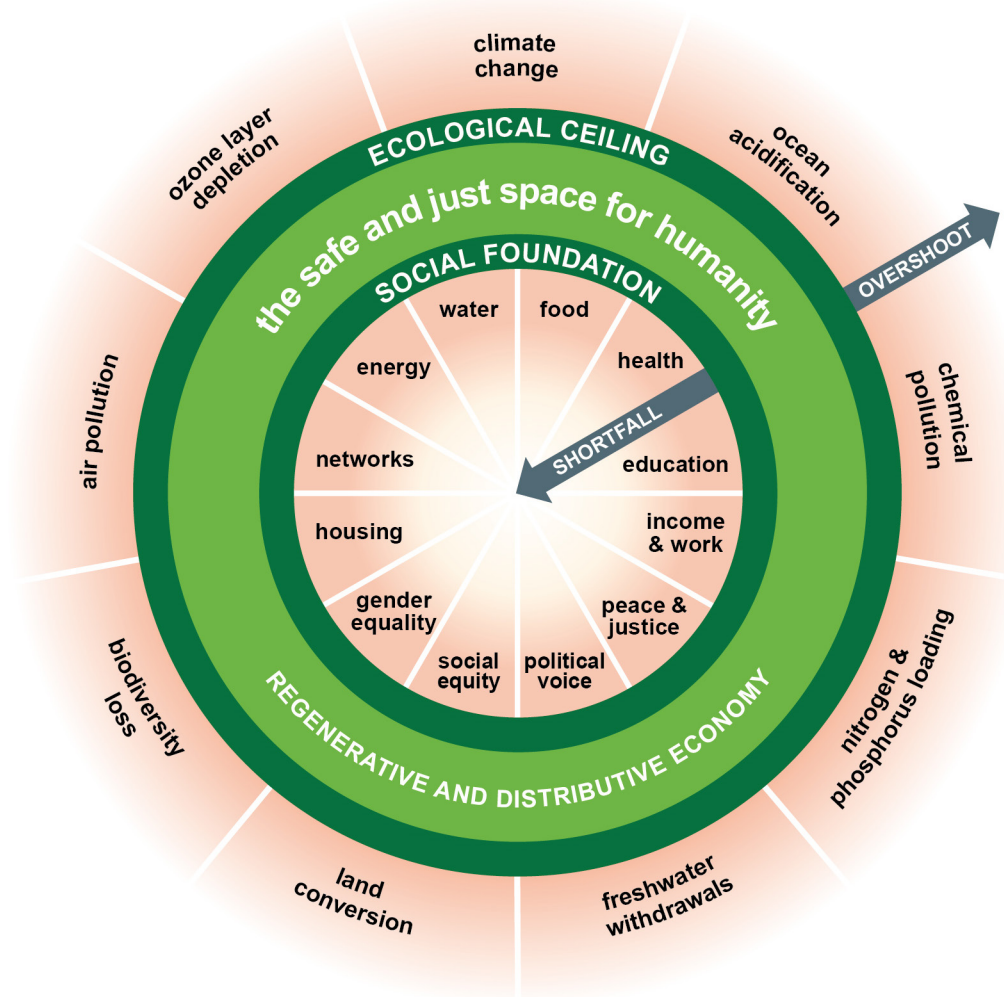 climate
change
ozone layer
depletion
ocean
acidification
ECOLOGICAL CEILING
the safe and just space for humanity
OVERSHOOT
SOCIAL FOUNDATION
water
food
energy
health
air pollution
chemical
pollution
SHORTFALL
networks
education
housing
income
& work
gender
equality
peace &
justice
social
equity
political
voice
biodiversity
loss
nitrogen &
phosphorus loading
REGENERATIVE AND DISTRIBUTIVE ECONOMY
land
conversion
freshwater
withdrawals